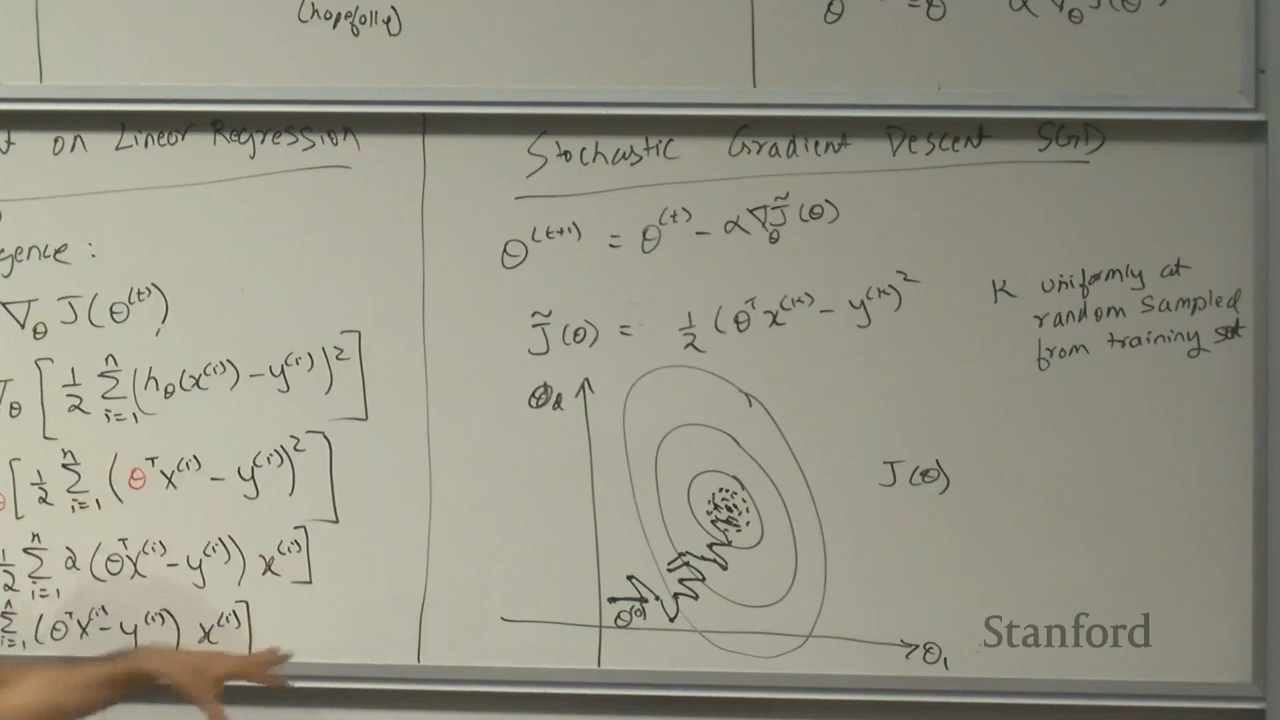 (hopefully)
on Linear Regression
gence:
∇_θ J(θ^(t))
[1/2 Σ_{i=1}^n (h_θ(x^(i)) - y^(i))^2]
[1/2 Σ_{i=1}^n (θ^T x^(i) - y^(i))^2]
1/2 Σ_{i=1}^n 2 (θ^T x^(i) - y^(i)) x^(i)]
Σ_{i=1}^n (θ^T x^(i) - y^(i)) x^(i)]
Stochastic Gradient Descent SGD
θ^(t+1) = θ^(t) - α ∇_θ J̃(θ)
J̃(θ) = 1/2 (θ^T x^(k) - y^(k))^2
K uniformly at
random sampled
from training set
θ_2
J(θ)
θ^(0)
θ_1
Stanford